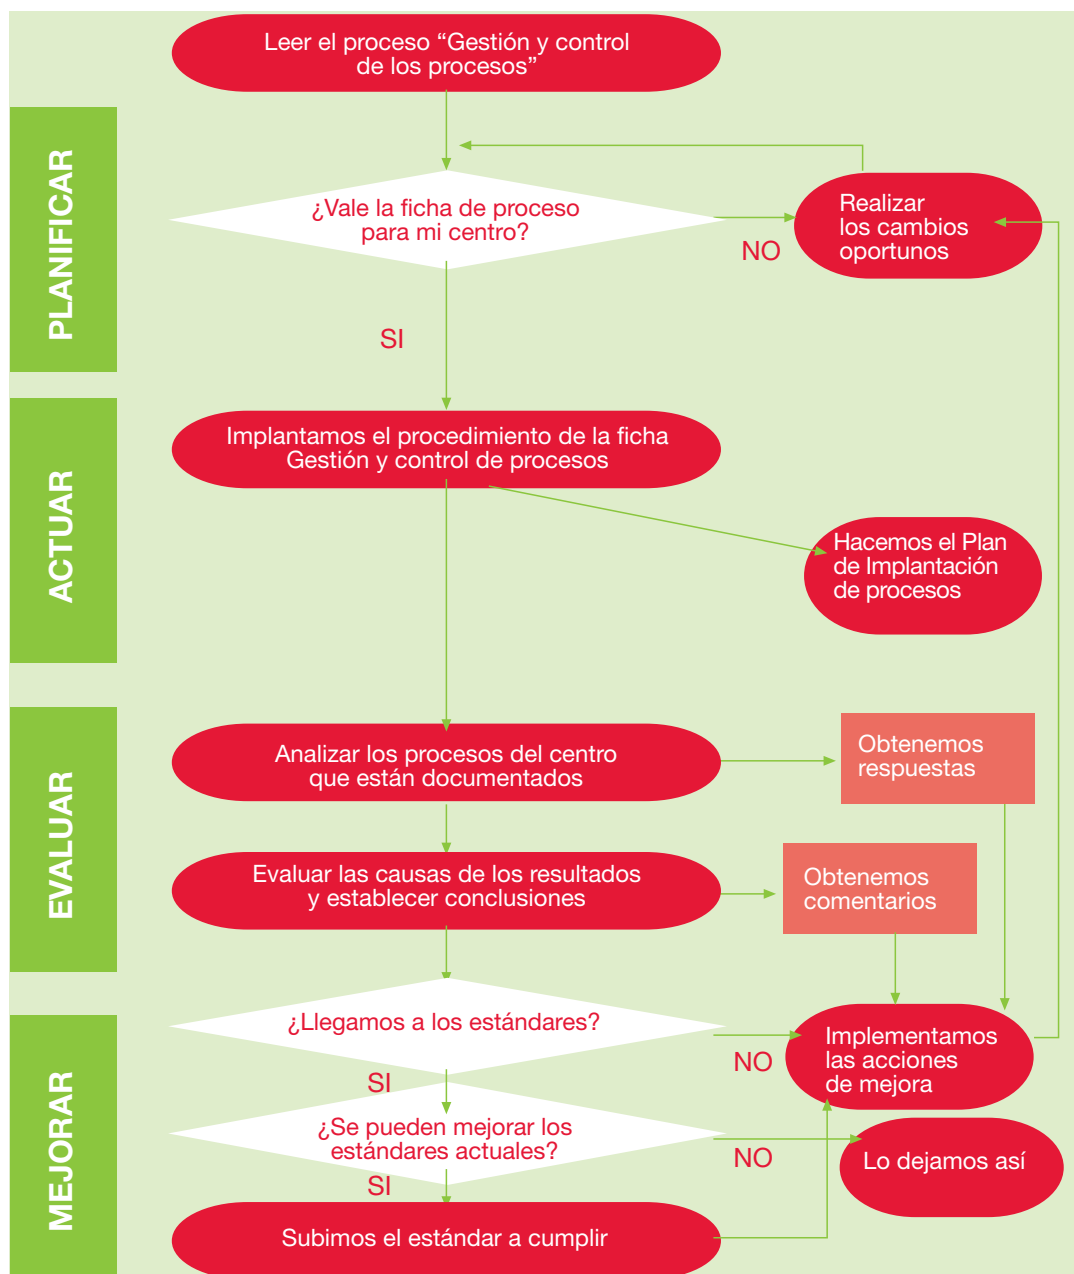 Leer el proceso “Gestión y control
de los procesos”
PLANIFICAR
¿Vale la ficha de proceso
para mi centro?
NO
Realizar
los cambios
oportunos
SI
ACTUAR
Implantamos el procedimiento de la ficha
Gestión y control de procesos
Hacemos el Plan
de Implantación
de procesos
EVALUAR
Analizar los procesos del centro
que están documentados
Obtenemos
respuestas
Evaluar las causas de los resultados
y establecer conclusiones
Obtenemos
comentarios
MEJORAR
¿Llegamos a los estándares?
NO
Implementamos
las acciones
de mejora
SI
¿Se pueden mejorar los
estándares actuales?
NO
Lo dejamos así
SI
Subimos el estándar a cumplir